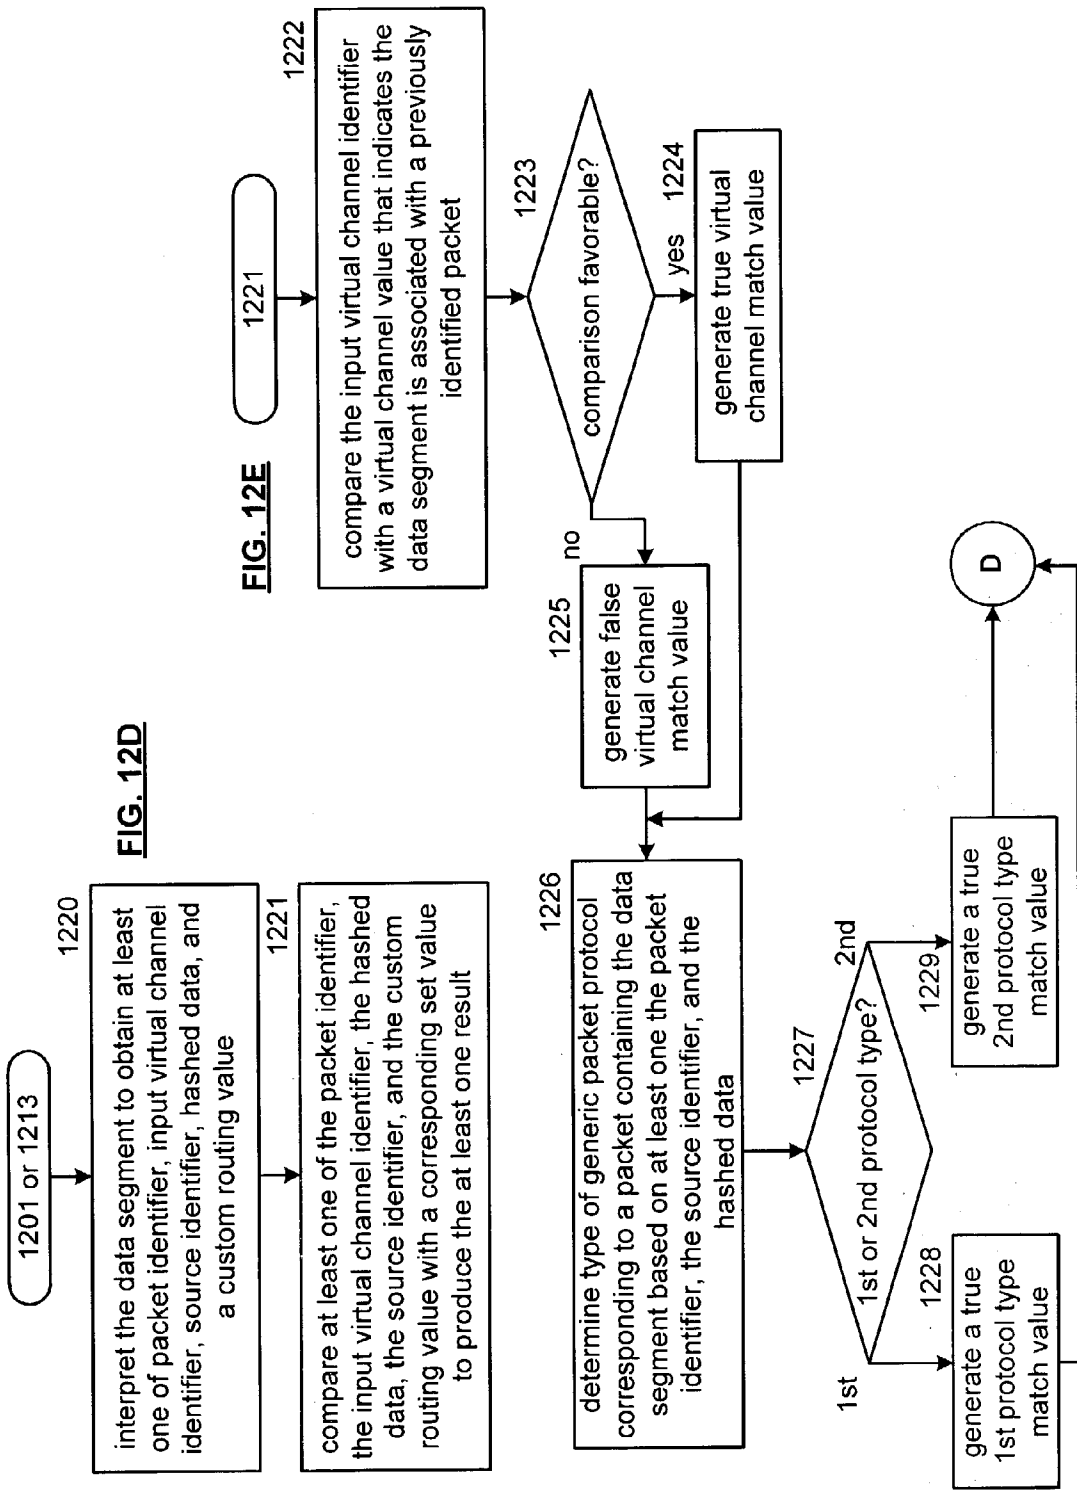 FIG. 12D
1201 or 1213
1220
interpret the data segment to obtain at least
one of packet identifier, input virtual channel
identifier, source identifier, hashed data, and
a custom routing value
1221
compare at least one of the packet identifier,
the input virtual channel identifier, the hashed
data, the source identifier, and the custom
routing value with a corresponding set value
to produce the at least one result
FIG. 12E
1221
1222
compare the input virtual channel identifier
with a virtual channel value that indicates the
data segment is associated with a previously
identified packet
1223
comparison favorable?
yes
1224
generate true virtual
channel match value
no
1225
generate false
virtual channel
match value
1226
determine type of generic packet protocol
corresponding to a packet containing the data
segment based on at least one the packet
identifier, the source identifier, and the
hashed data
1227
1st or 2nd protocol type?
1st
1228
generate a true
1st protocol type
match value
2nd
1229
generate a true
2nd protocol type
match value
D